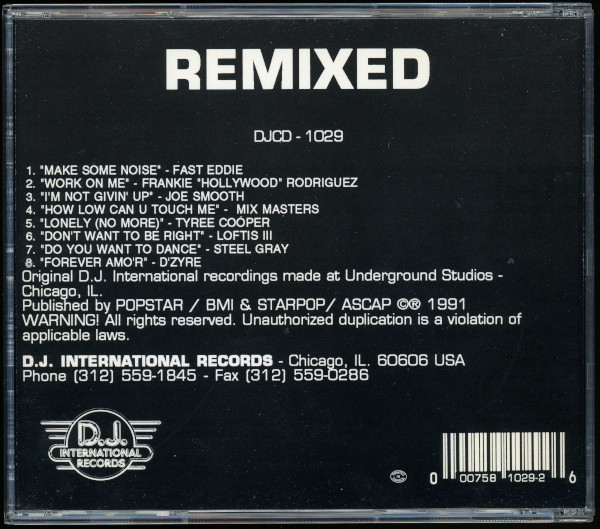 REMIXED
DJCD - 1029
1. "MAKE SOME NOISE" - FAST EDDIE
2. "WORK ON ME" - FRANKIE "HOLLYWOOD" RODRIGUEZ
3. "I'M NOT GIVIN' UP" - JOE SMOOTH
4. "HOW LOW CAN U TOUCH ME" - MIX MASTERS
5. "LONELY (NO MORE)" - TYREE COOPER
6. "DON'T WANT TO BE RIGHT" - LOFTIS III
7. "DO YOU WANT TO DANCE" - STEEL GRAY
8. "FOREVER AMO'R" - D'ZYRE
Original D.J. International recordings made at Underground Studios -
Chicago, IL.
Published by POPSTAR / BMI & STARPOP/ ASCAP ©® 1991
WARNING! All rights reserved. Unauthorized duplication is a violation of
applicable laws.
D.J. INTERNATIONAL RECORDS - Chicago, IL. 60606 USA
Phone (312) 559-1845 - Fax (312) 559-0286
D.J.
INTERNATIONAL
RECORDS
0 00758 1029-2 6